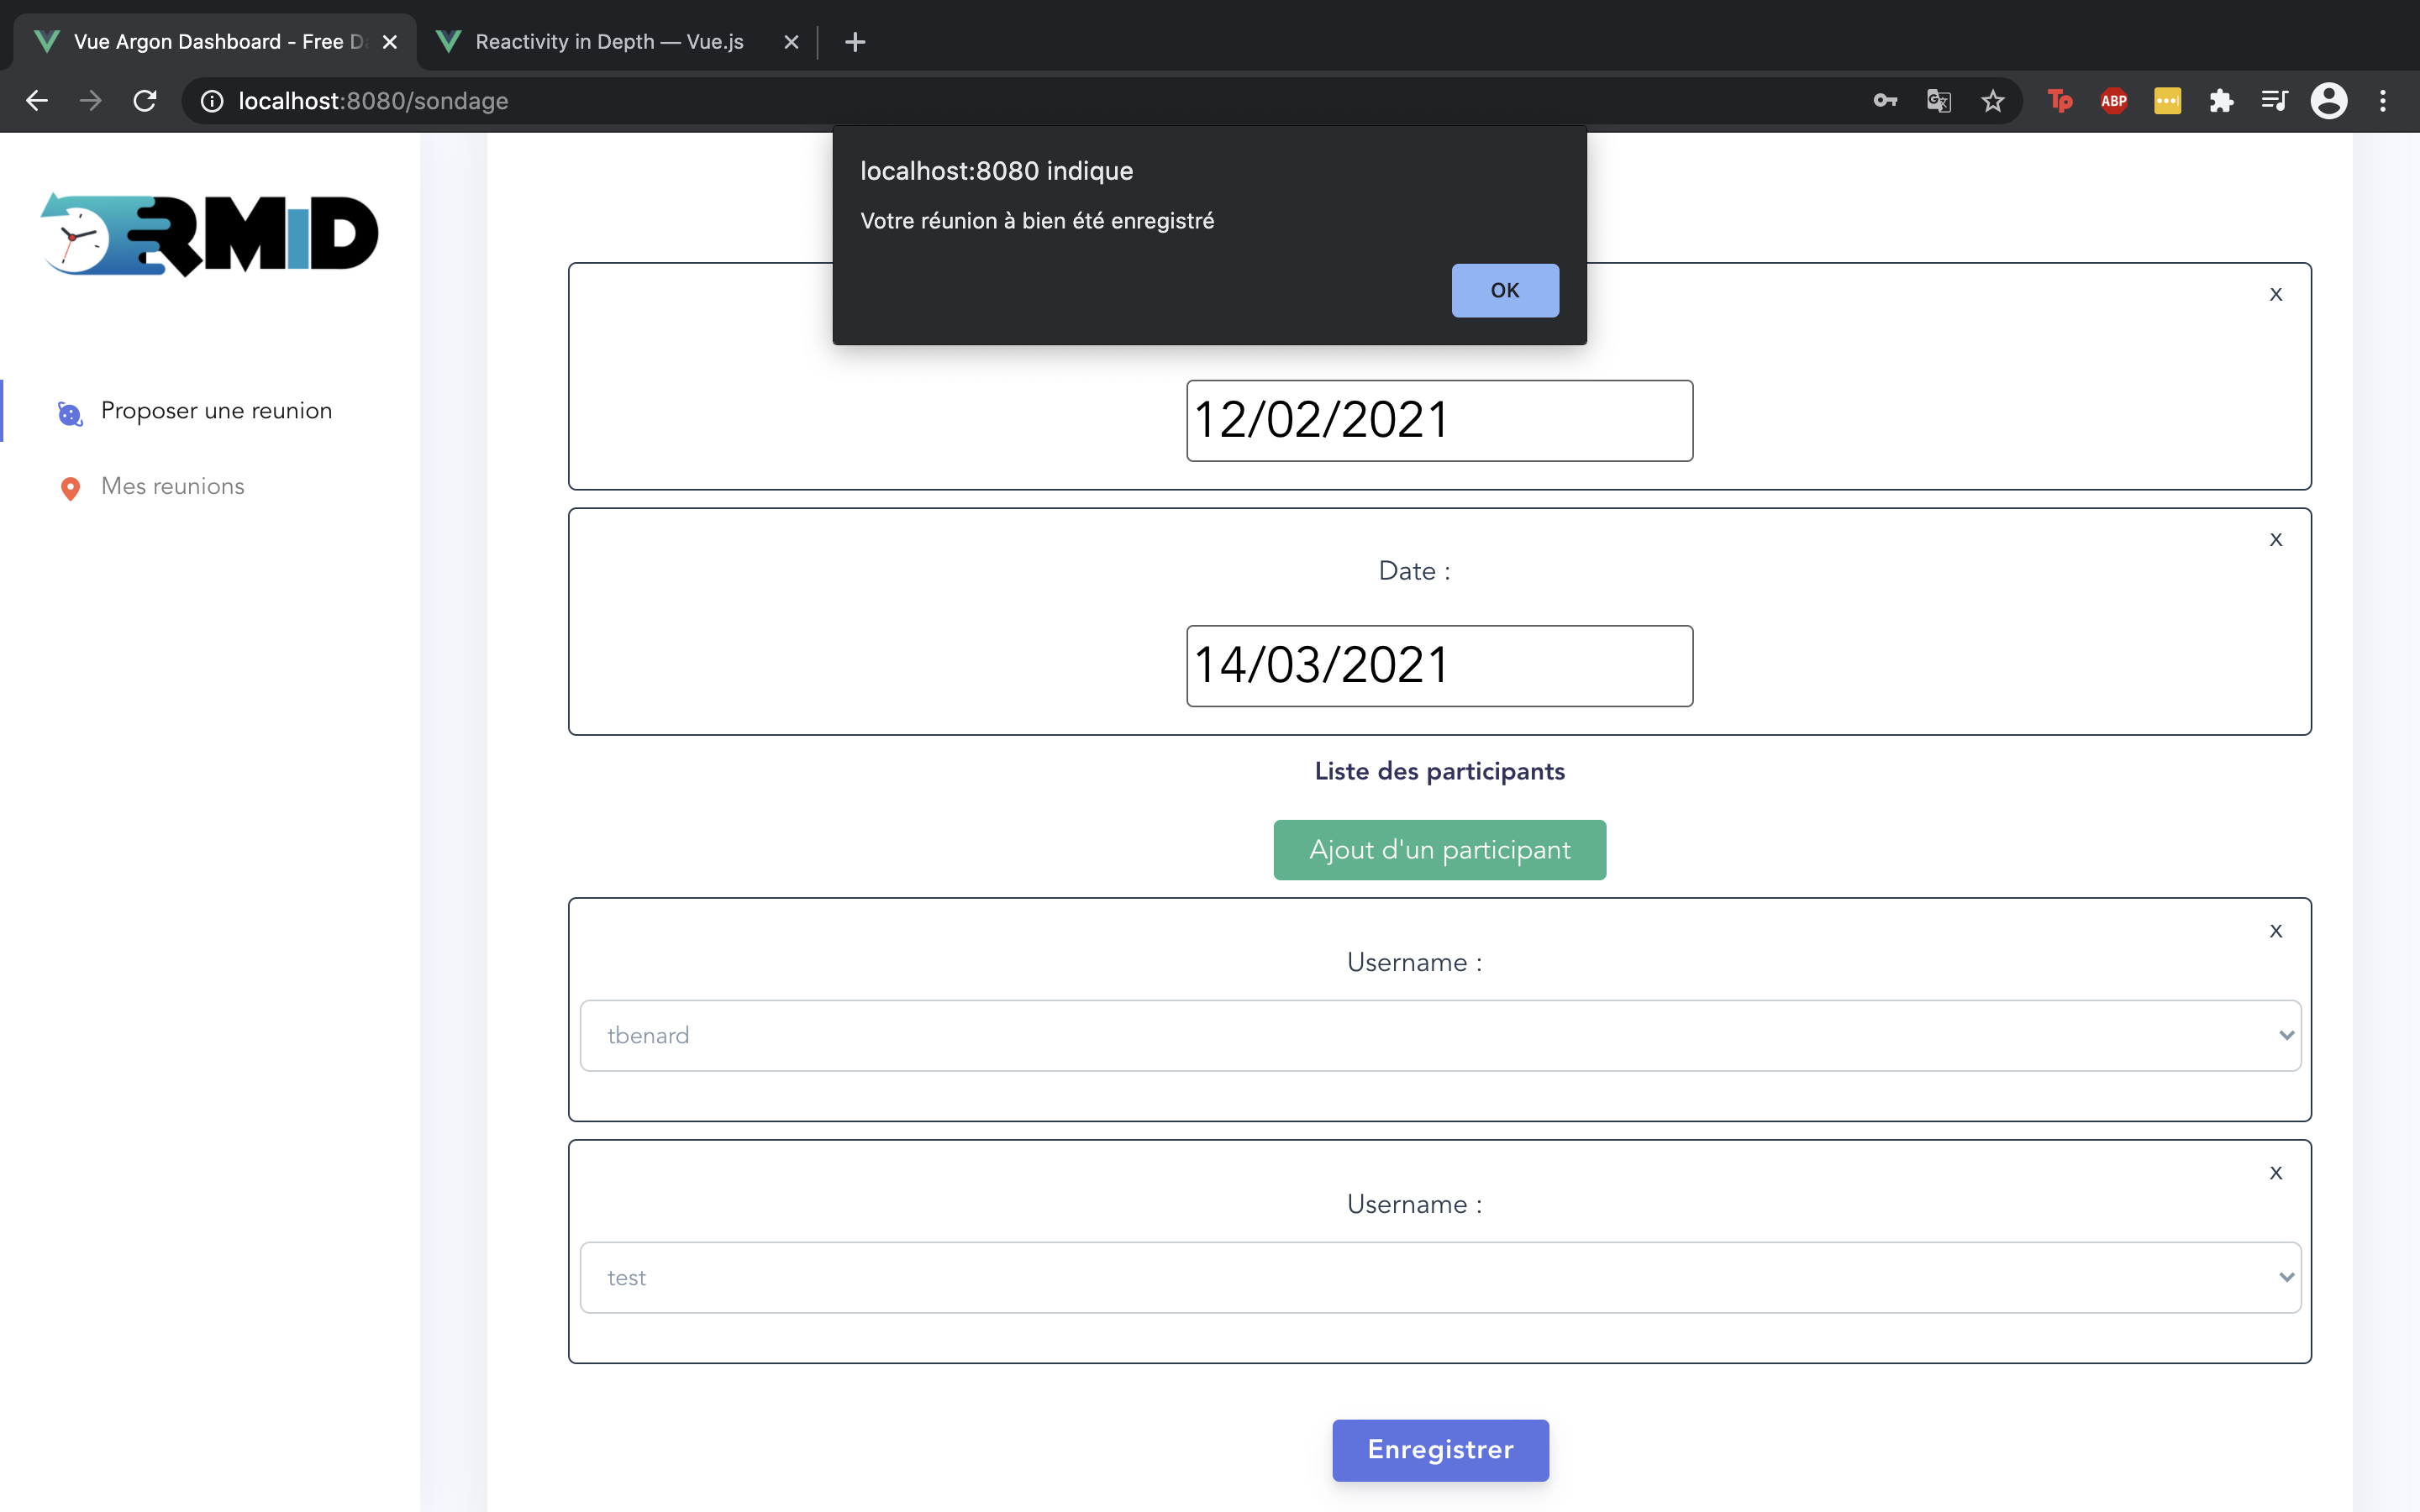 Vue Argon Dashboard - Free Da
Reactivity in Depth — Vue.js
localhost:8080/sondage
Tp
ABP
localhost:8080 indique
Votre réunion à bien été enregistré
OK
RMiD
Proposer une reunion
Mes reunions
x
12/02/2021
x
Date :
14/03/2021
Liste des participants
Ajout d'un participant
x
Username :
tbenard
x
Username :
test
Enregistrer